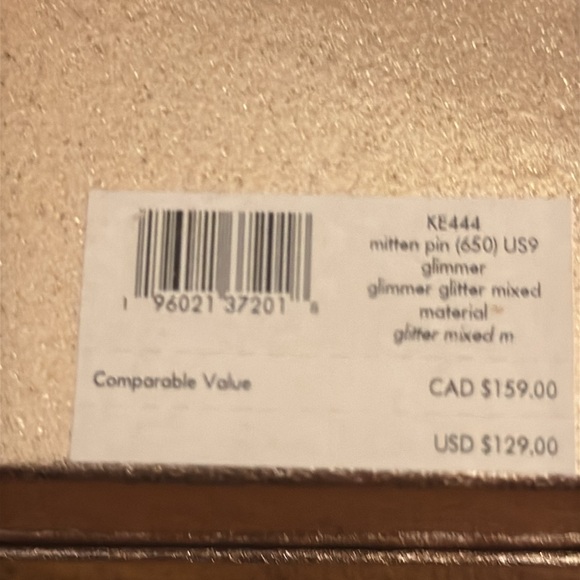 KE444
mitten pin (650) US9
glimmer
glimmer glitter mixed
material
glitter mixed m
1 96021 37201 8
Comparable Value
CAD $159.00
USD $129.00